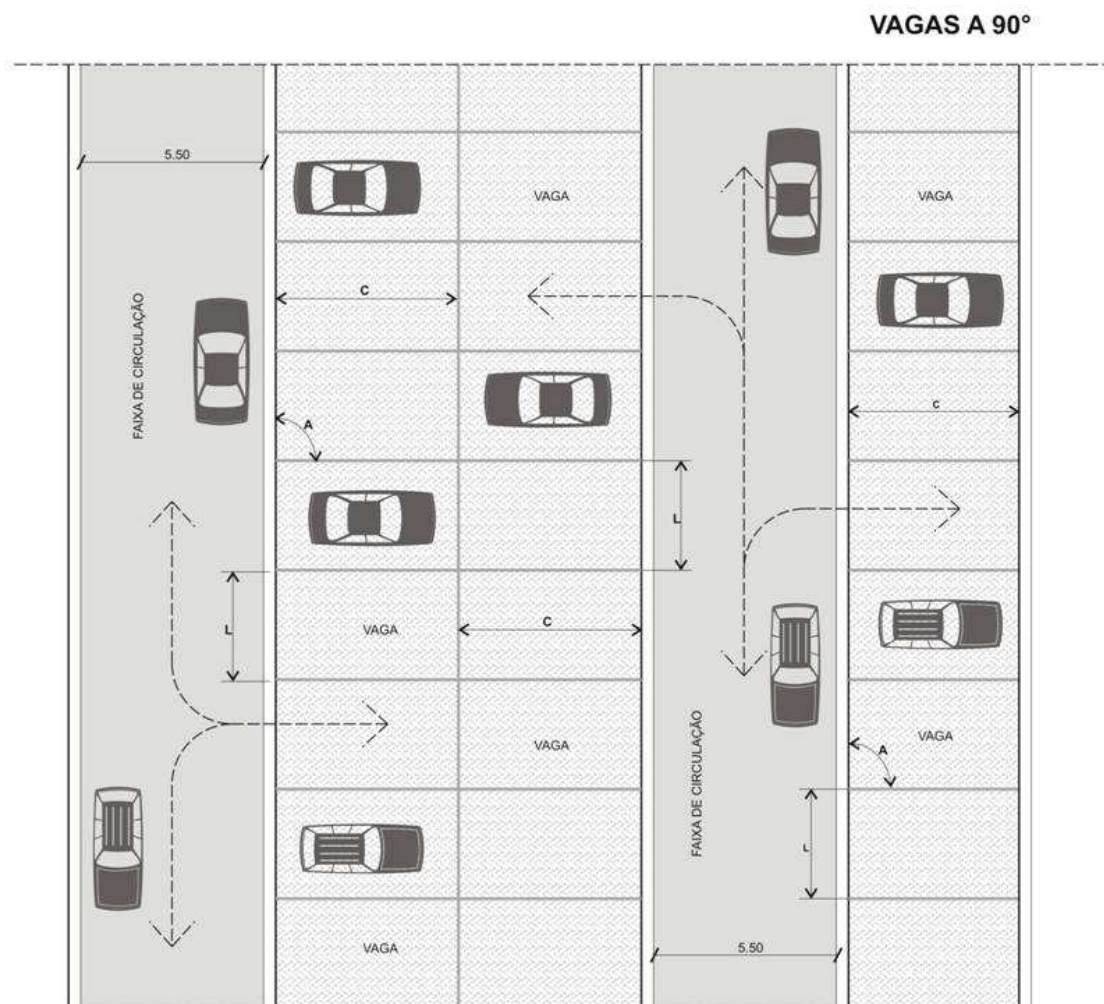 VAGAS A 90°
5.50
VAGA
VAGA
C
FAIXA DE CIRCULAÇÃO
C
A
L
L
VAGA
C
VAGA
VAGA
A
FAIXA DE CIRCULAÇÃO
L
VAGA
5.50